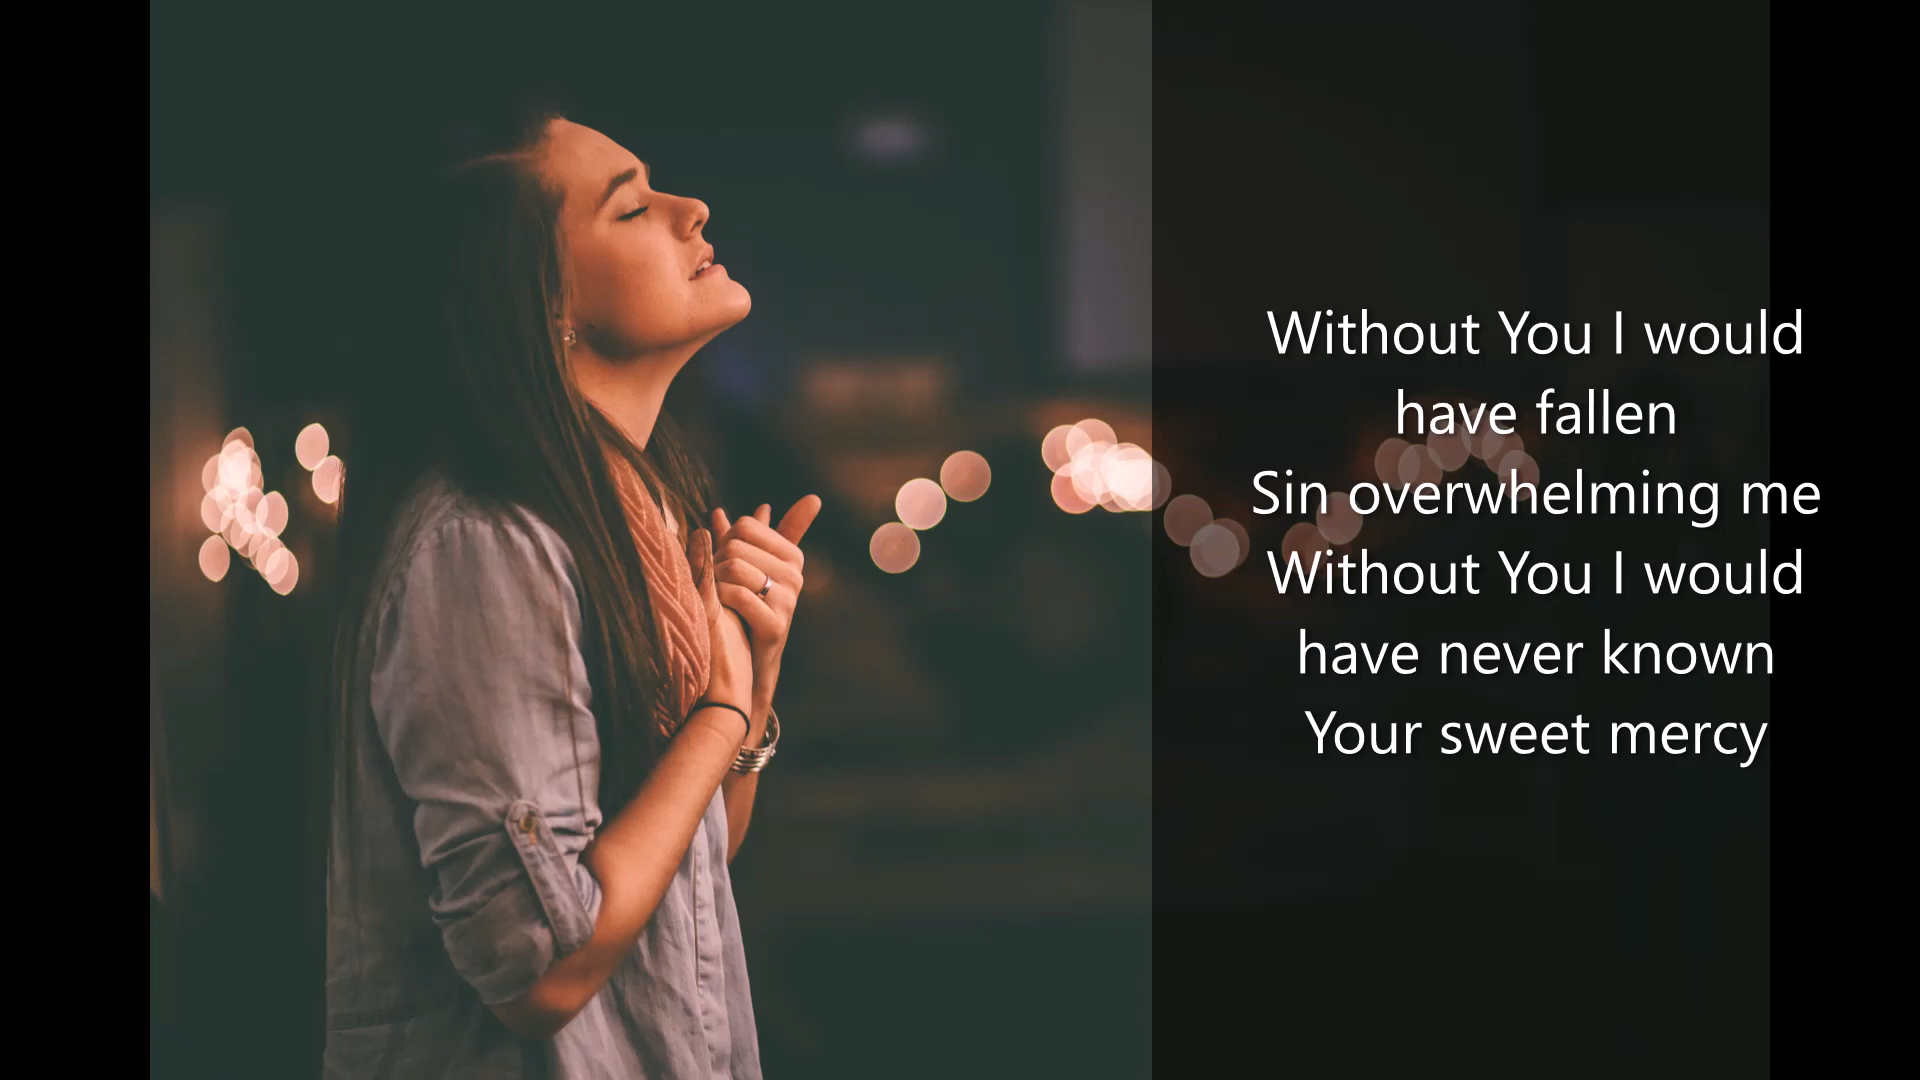 Without You I would
have fallen
Sin overwhelming me
Without You I would
have never known
Your sweet mercy